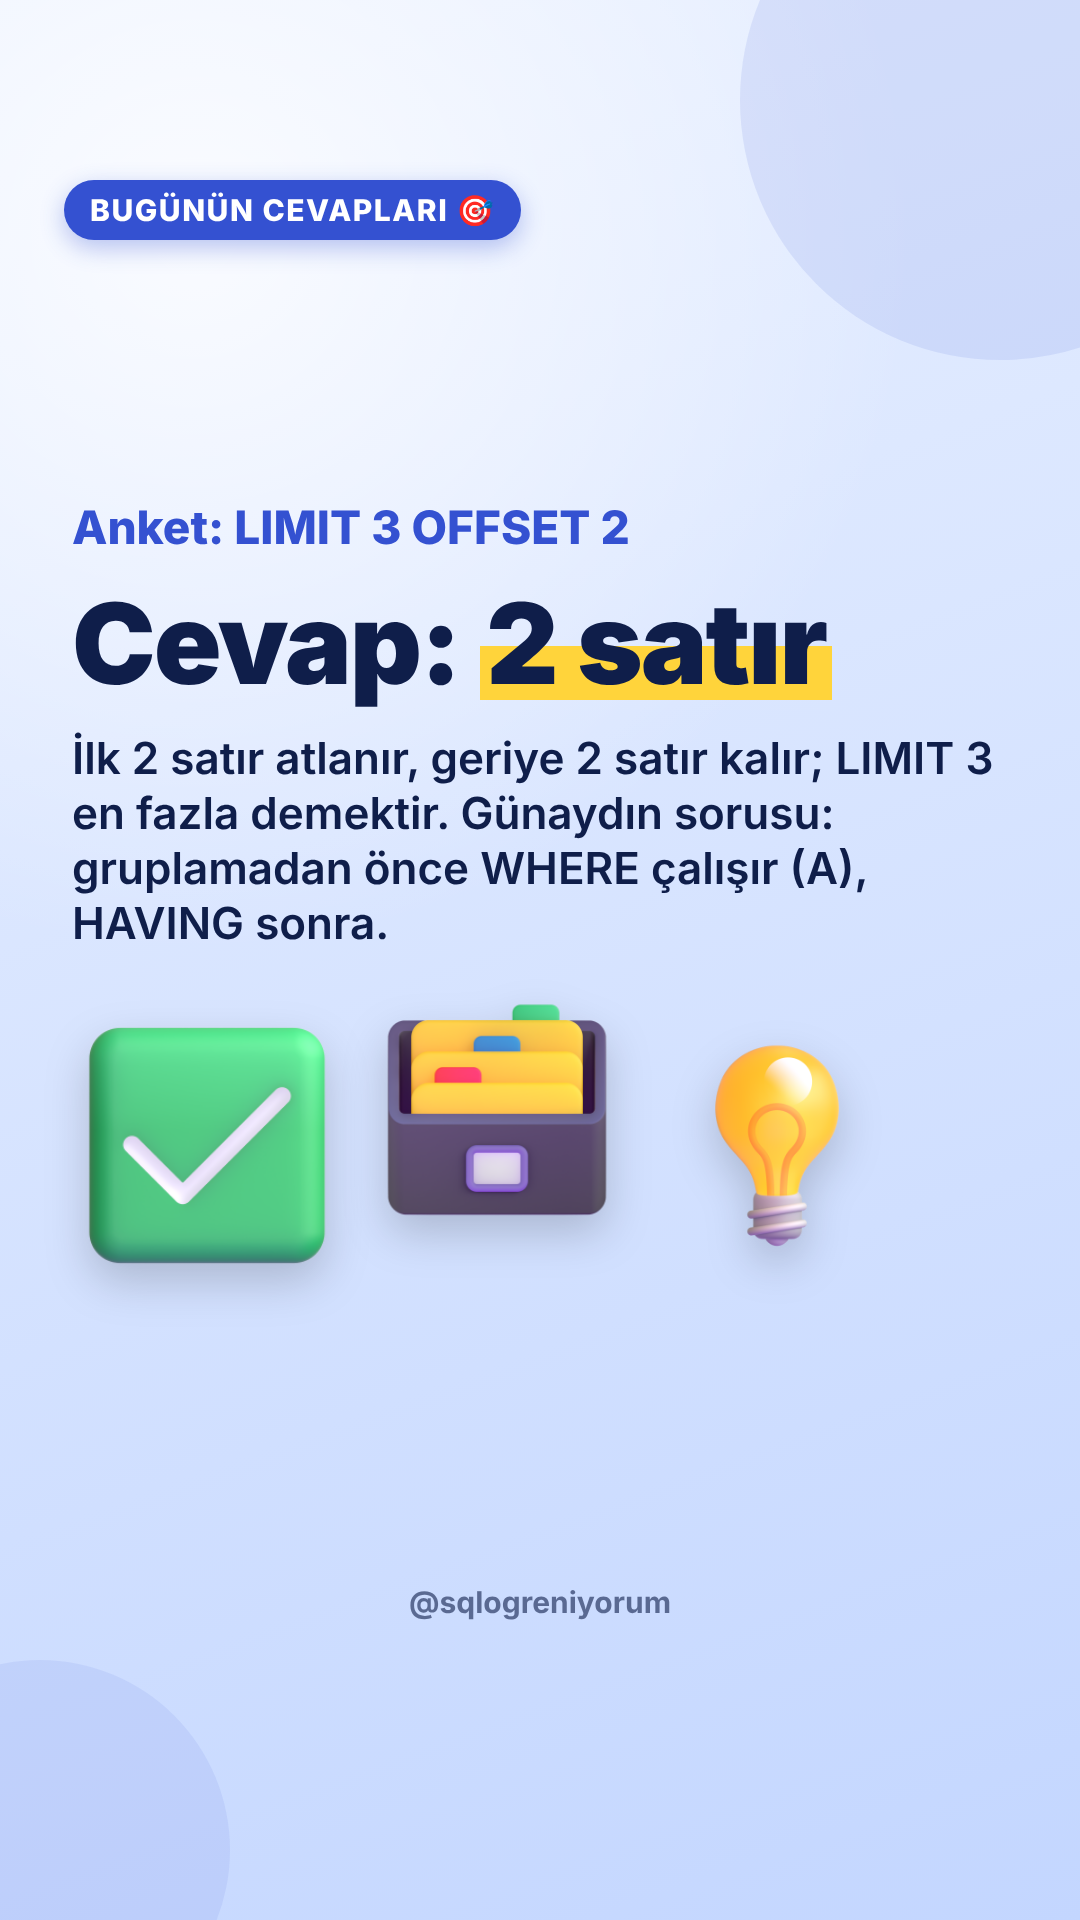 BUGÜNÜN CEVAPLARI 🎯
Anket: LIMIT 3 OFFSET 2
Cevap: 2 satır
İlk 2 satır atlanır, geriye 2 satır kalır; LIMIT 3
en fazla demektir. Günaydın sorusu:
gruplamadan önce WHERE çalışır (A),
HAVING sonra.
@sqlogreniyorum